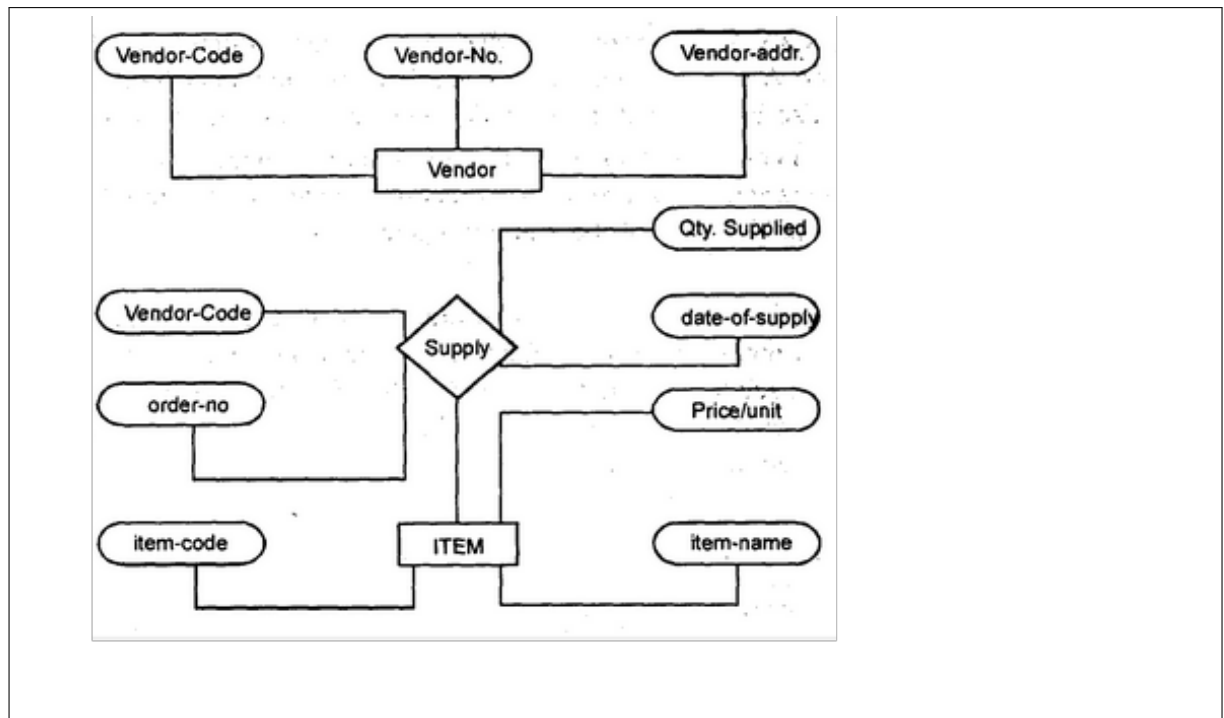 Vendor-Code
Vendor-No.
Vendor-addr.
Vendor
Qty. Supplied
Vendor-Code
date-of-supply
Supply
order-no
Price/unit
item-code
ITEM
item-name